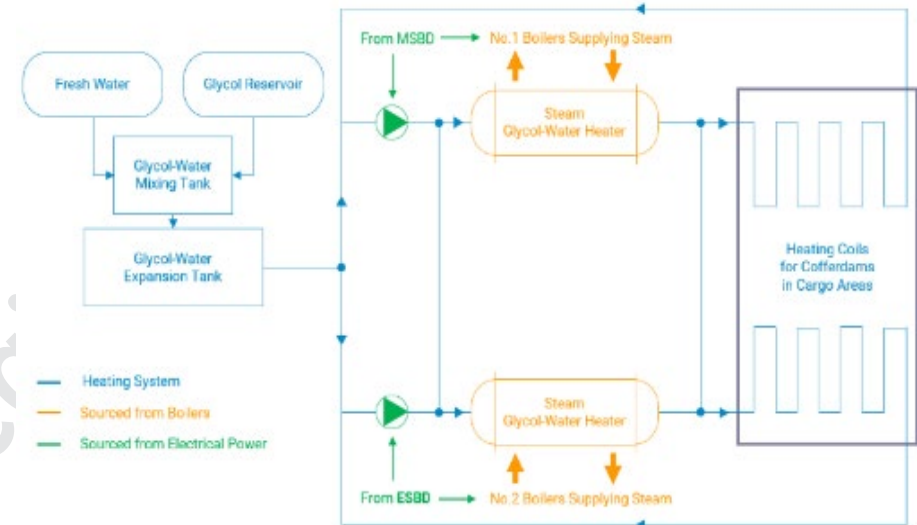 From MSBD
No.1 Boilers Supplying Steam
Fresh Water
Glycol Reservoir
Steam
Glycol-Water Heater
Glycol-Water
Mixing Tank
Glycol-Water
Expansion Tank
Heating Coils
for Cofferdams
in Cargo Areas
Heating System
Sourced from Boilers
Sourced from Electrical Power
Steam
Glycol-Water Heater
From ESBD
No.2 Boilers Supplying Steam